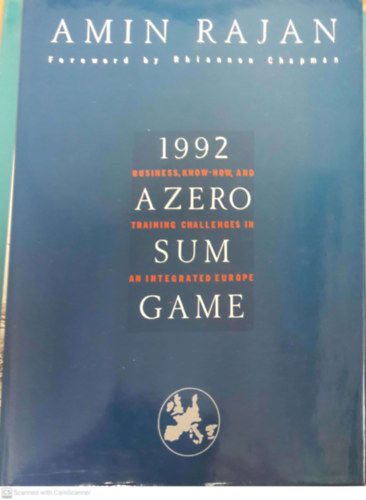 AMIN RAJAN
Foreword by Rhiannon Chapman
1992
BUSINESS, KNOW-HOW, AND
A ZERO
TRAINING CHALLENGES IN
SUM
AN INTEGRATED EUROPE
GAME
CS Scanned with CamScanner